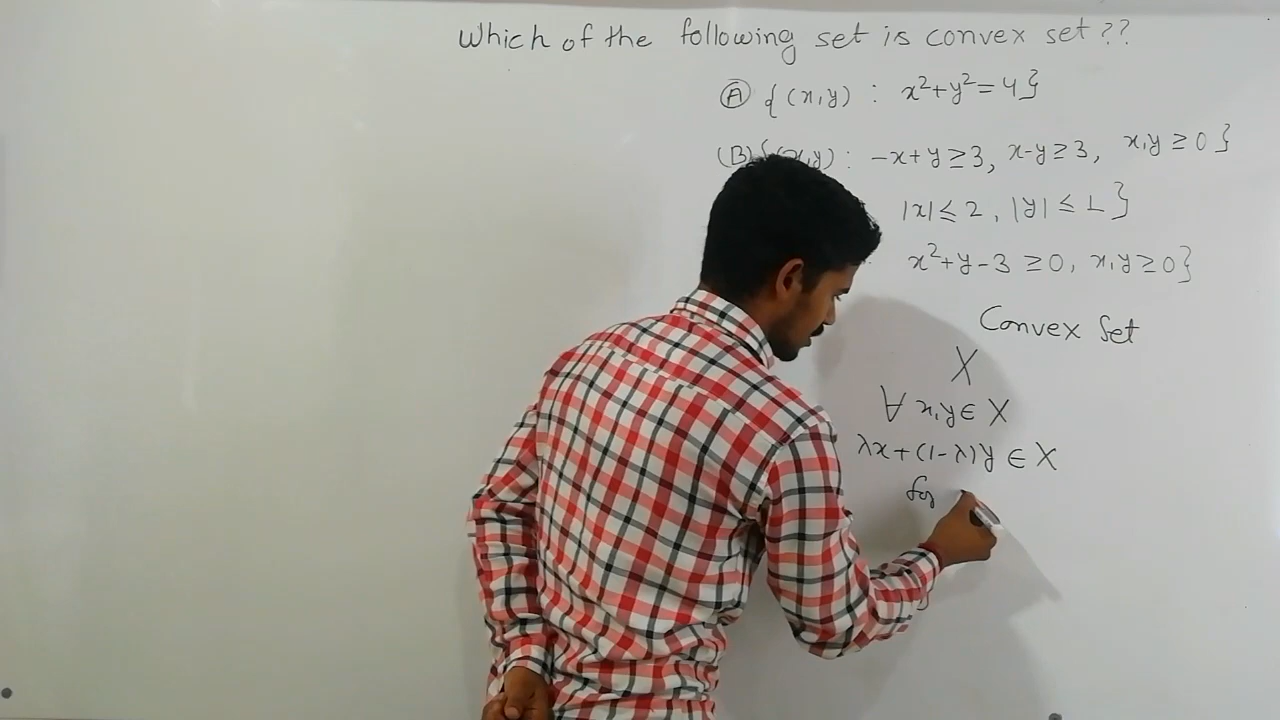 Which of the following set is convex set??
Ⓐ {(x,y) : x²+y²=4}
(B) {(x,y) : -x+y≥3, x-y≥3, x,y≥0}
|x|≤2, |y|≤1}
x²+y-3≥0, x,y≥0}
Convex Set
X
∀ x,y∈X
λx+(1-λ)y∈X
for